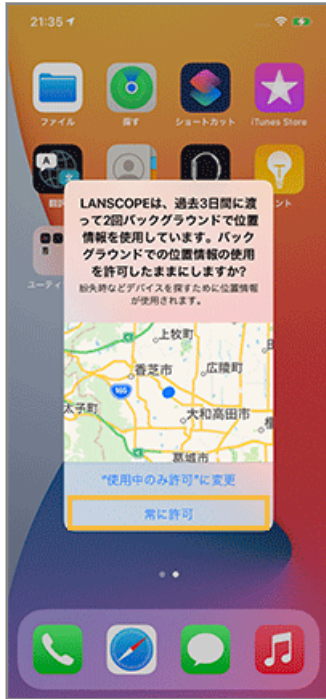 21:35
ファイル
探す
ショートカット
iTunes Store
LANSCOPEは、過去3日間に渡
って2回バックグラウンドで位置
情報を使用しています。バック
グラウンドでの位置情報の使用
を許可したままにしますか?
紛失時などデバイスを探すために位置情報
が使用されます。
上牧町
香芝市
広陵町
165
太子町
大和高田市
葛城市
"使用中のみ許可"に変更
常に許可